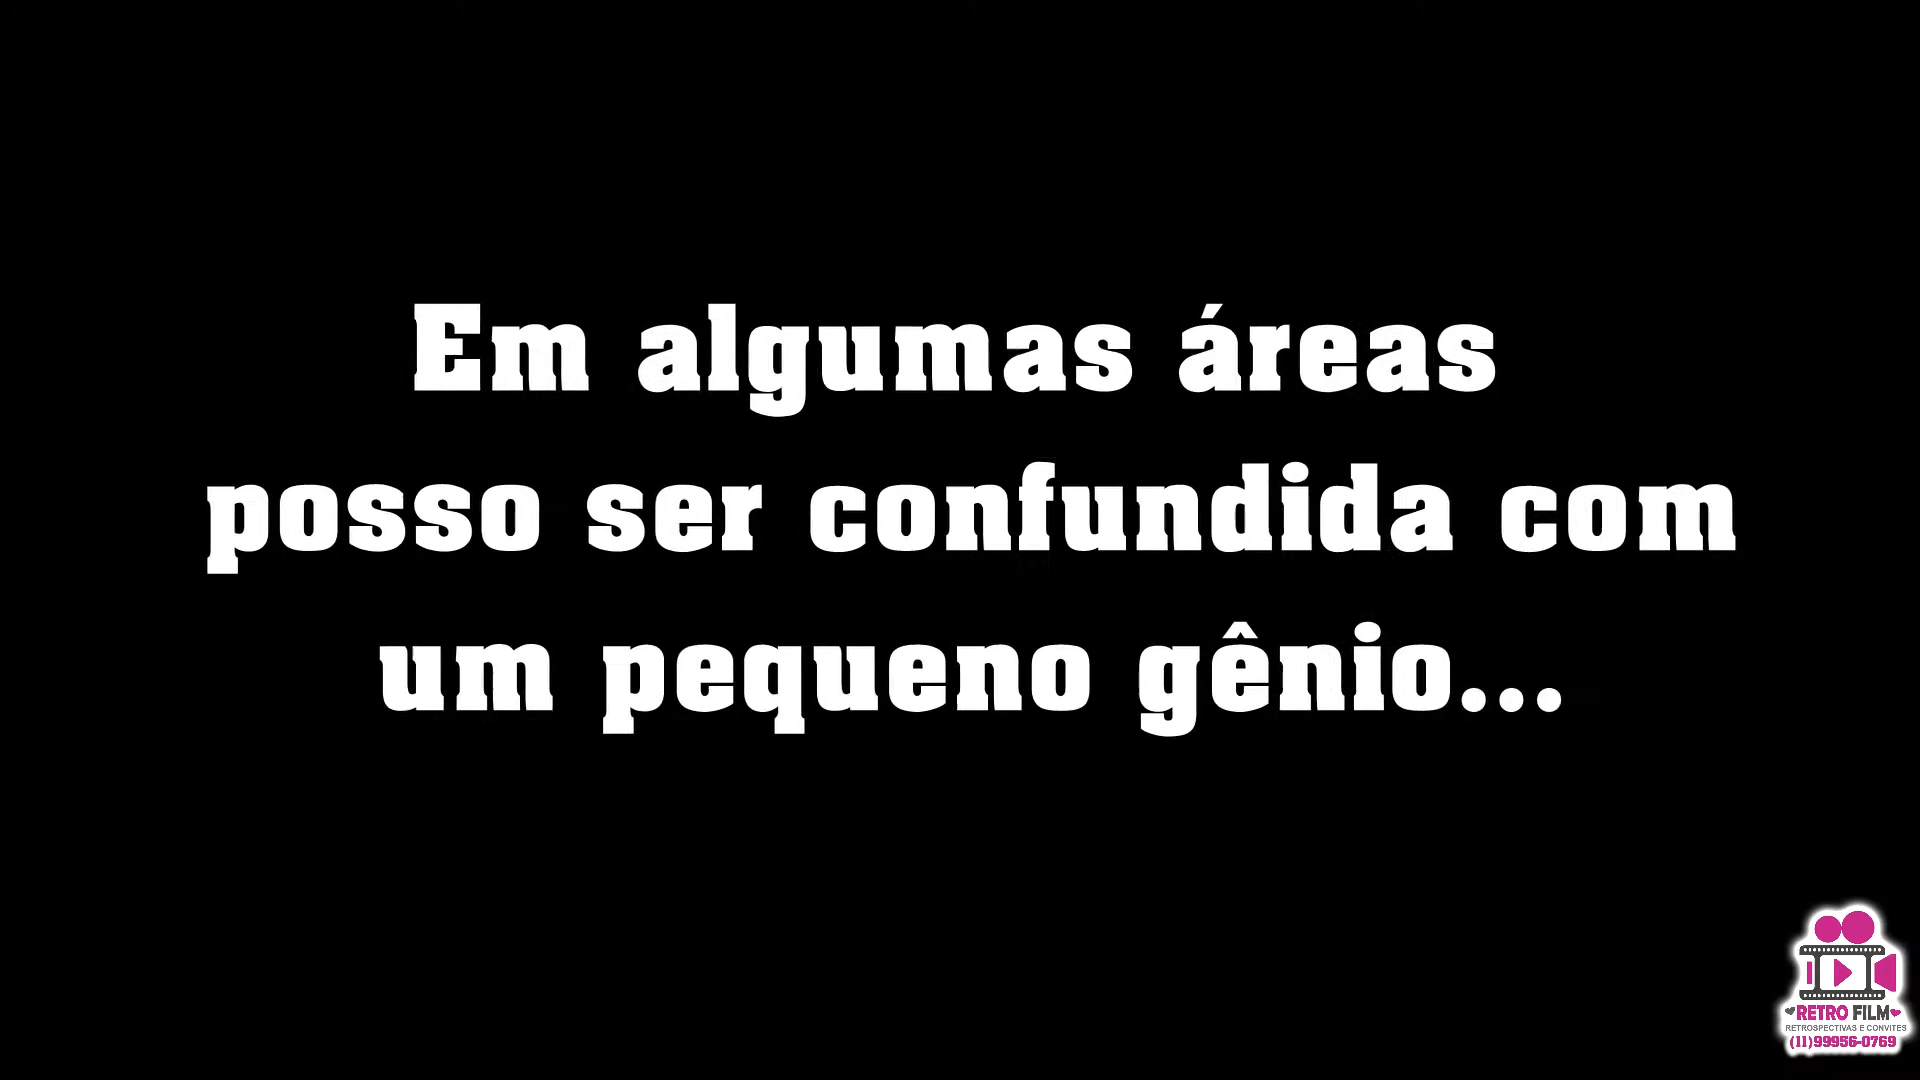 Em algumas áreas
posso ser confundida com
um pequeno gênio...
RETRO FILM
RETROSPECTIVAS E CONVITES
(11)99956-0769